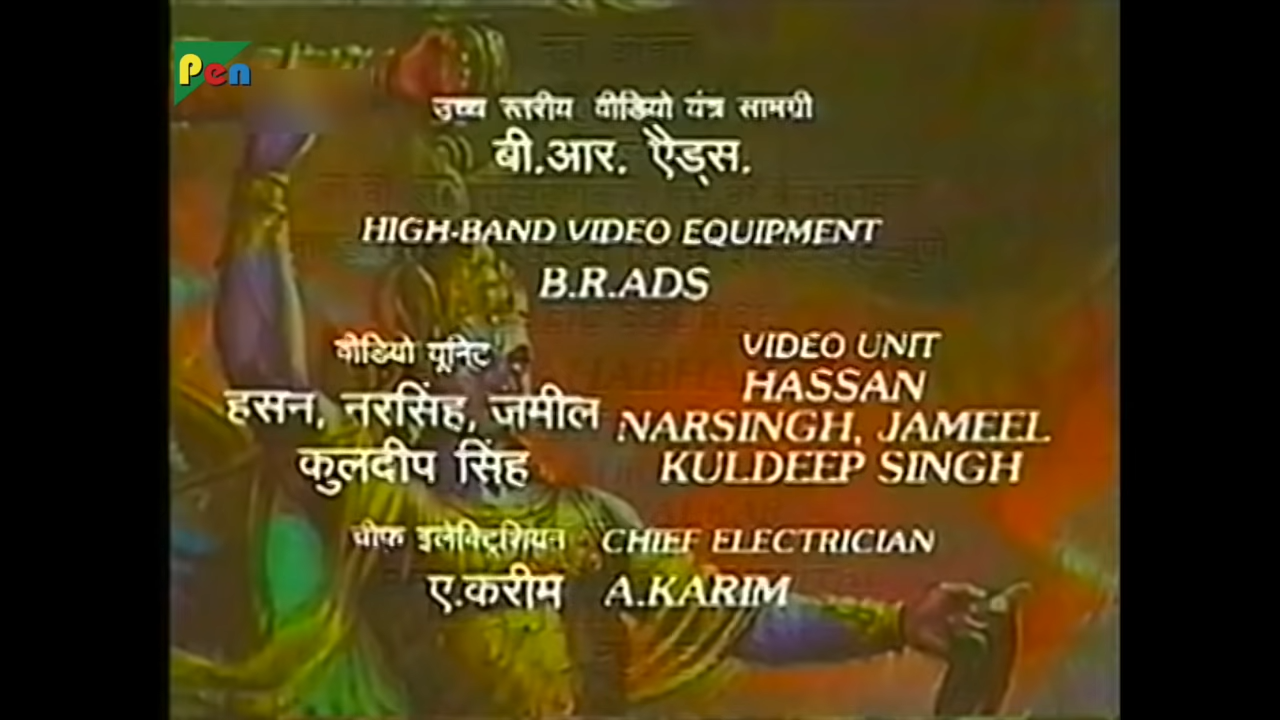 Pen
उच्च स्तरीय वीडियो यंत्र सामग्री
बी.आर. ऐड्स.
HIGH-BAND VIDEO EQUIPMENT
B.R.ADS
वीडियो यूनिट
हसन, नरसिंह, जमील
कुलदीप सिंह
VIDEO UNIT
HASSAN
NARSINGH, JAMEEL
KULDEEP SINGH
चीफ इलेक्ट्रिशियन
ए.करीम
CHIEF ELECTRICIAN
A.KARIM